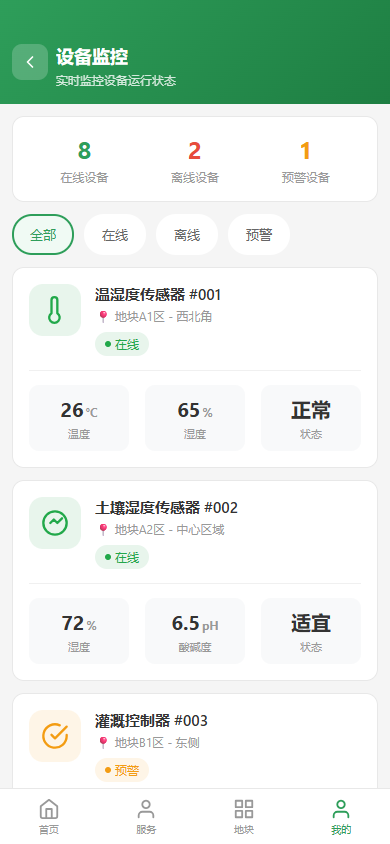 设备监控
实时监控设备运行状态
8
在线设备
2
离线设备
1
预警设备
全部
在线
离线
预警
温湿度传感器 #001
地块A1区 - 西北角
在线
26 °C
温度
65 %
湿度
正常
状态
土壤湿度传感器 #002
地块A2区 - 中心区域
在线
72 %
湿度
6.5 pH
酸碱度
适宜
状态
灌溉控制器 #003
地块B1区 - 东侧
预警
首页
服务
地块
我的